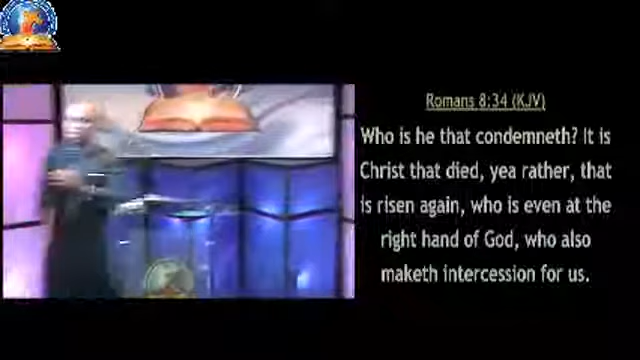 Romans 8:34 (KJV)
Who is he that condemneth? It is
Christ that died, yea rather, that
is risen again, who is even at the
right hand of God, who also
maketh intercession for us.